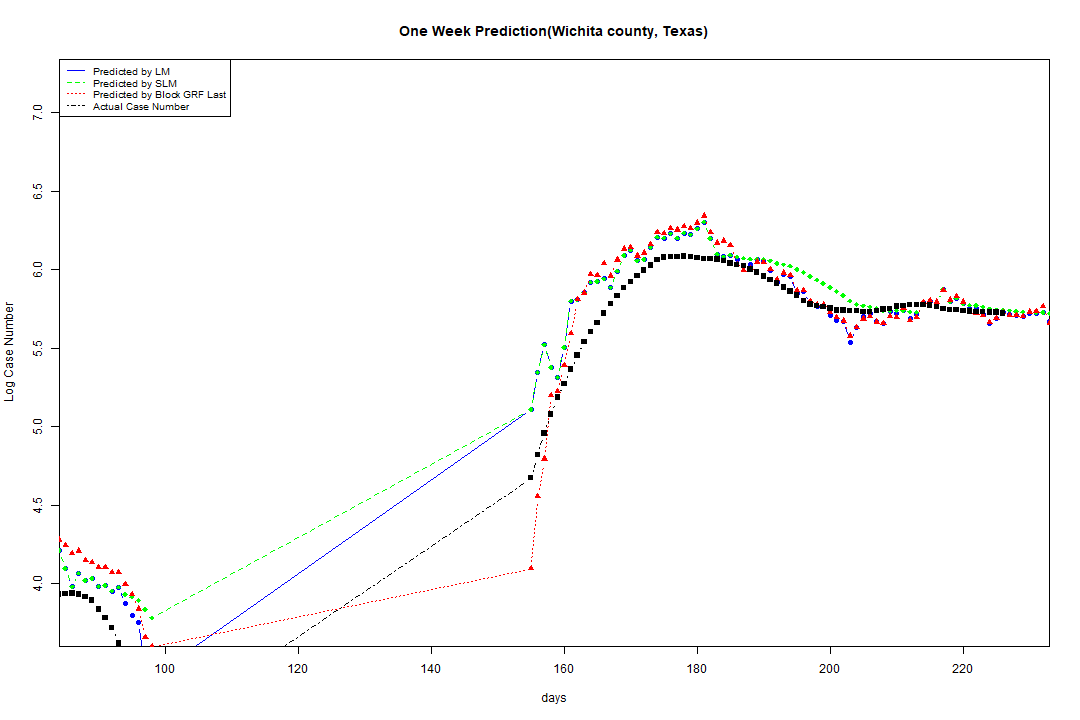 One Week Prediction(Wichita county, Texas)
Predicted by LM
Predicted by SLM
Predicted by Block GRF Last
Actual Case Number
7.0
6.5
6.0
5.5
5.0
4.5
4.0
Log Case Number
100 120 140 160 180 200 220
days